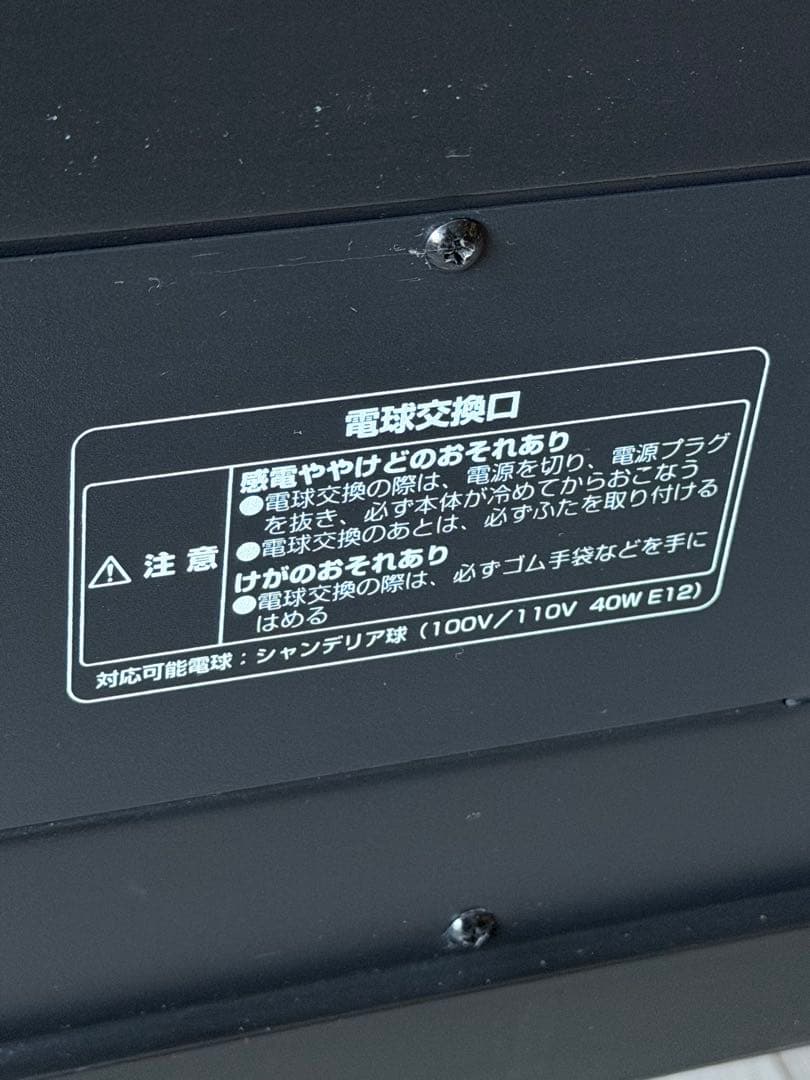 電球交換口
⚠ 注意
感電ややけどのおそれあり
●電球交換の際は、電源を切り、電源プラグ
を抜き、必ず本体が冷めてからおこなう
●電球交換のあとは、必ずふたを取り付ける
けがのおそれあり
●電球交換の際は、必ずゴム手袋などを手に
はめる
対応可能電球：シャンデリア球（100V／110V 40W E12）